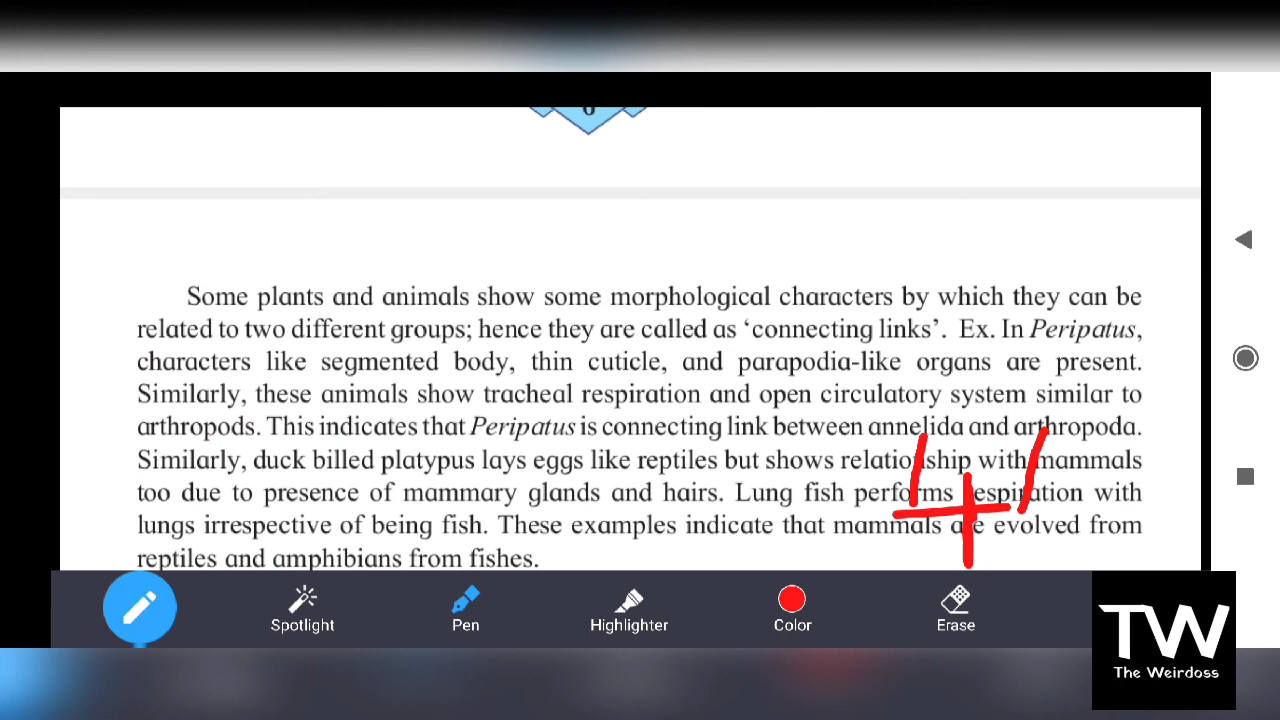 Some plants and animals show some morphological characters by which they can be
related to two different groups; hence they are called as ‘connecting links’. Ex. In Peripatus,
characters like segmented body, thin cuticle, and parapodia-like organs are present.
Similarly, these animals show tracheal respiration and open circulatory system similar to
arthropods. This indicates that Peripatus is connecting link between annelida and arthropoda.
Similarly, duck billed platypus lays eggs like reptiles but shows relationship with mammals
too due to presence of mammary glands and hairs. Lung fish performs respiration with
lungs irrespective of being fish. These examples indicate that mammals are evolved from
reptiles and amphibians from fishes.
Spotlight
Pen
Highlighter
Color
Erase
TW
The Weirdoss